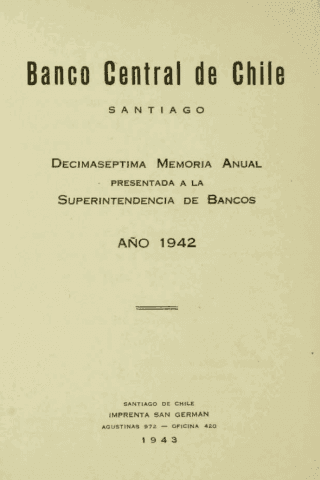 Banco Central de Chile
SANTIAGO
DECIMASEPTIMA MEMORIA ANUAL
PRESENTADA A LA
SUPERINTENDENCIA DE BANCOS
AÑO 1942
SANTIAGO DE CHILE
IMPRENTA SAN GERMAN
AGUSTINAS 972 — OFICINA 420
1943